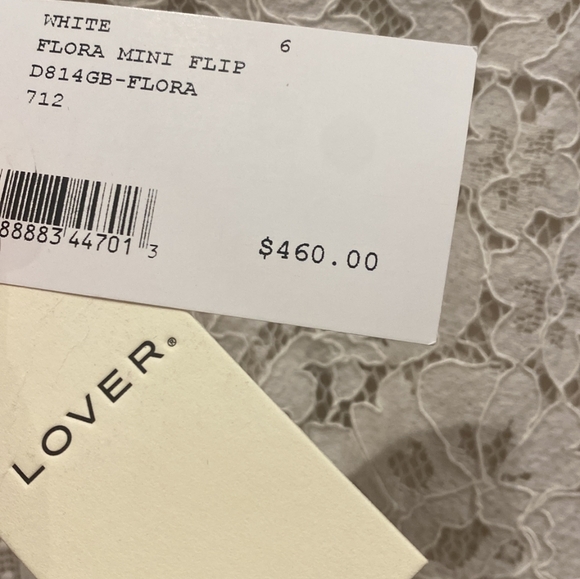 WHITE 6
FLORA MINI FLIP
D814GB-FLORA
712
88883 44701 3
$460.00
LOVER®